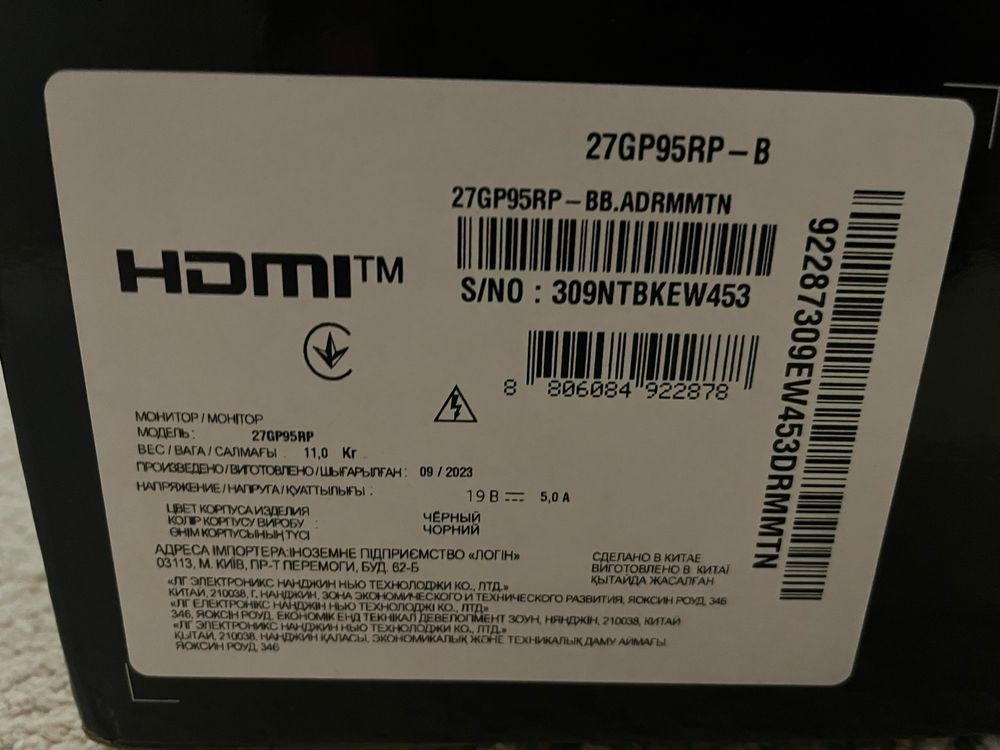 27GP95RP–B
27GP95RP–BB.ADRMMTN
HDMI™
S/NO : 309NTBKEW453
92287309EW453DRMMTN
8 806084 922878
МОНИТОР / МОНІТОР
МОДЕЛЬ: 27GP95RP
ВЕС / ВАГА / САЛМАҒЫ : 11,0 Кг
ПРОИЗВЕДЕНО / ВИГОТОВЛЕНО / ШЫҒАРЫЛҒАН : 09 / 2023
НАПРЯЖЕНИЕ / НАПРУГА / ҚУАТТЫЛЫҒЫ : 19 В ⎓ 5,0 А
ЦВЕТ КОРПУСА ИЗДЕЛИЯ
КОЛІР КОРПУСУ ВИРОБУ :
ӨНІМ КОРПУСЫНЫҢ ТҮСІ
ЧЁРНЫЙ
ЧОРНИЙ
АДРЕСА ІМПОРТЕРА:ІНОЗЕМНЕ ПІДПРИЄМСТВО «ЛОГІН»
03113, М. КИЇВ, ПР-Т ПЕРЕМОГИ, БУД. 62-Б
СДЕЛАНО В КИТАЕ
ВИГОТОВЛЕНО В КИТАЇ
ҚЫТАЙДА ЖАСАЛҒАН
«ЛГ ЭЛЕКТРОНИКС НАНДЖИН НЬЮ ТЕХНОЛОДЖИ КО., ЛТД.»
КИТАЙ, 210038, Г. НАНДЖИН, ЗОНА ЭКОНОМИЧЕСКОГО И ТЕХНИЧЕСКОГО РАЗВИТИЯ, ЯОКСИН РОУД, 346
«ЛГ ЕЛЕКТРОНІКС НАНДЖІН НЬЮ ТЕХНОЛОДЖІ КО., ЛТД»
346, ЯОКСІН РОУД, ЕКОНОМІК ЕНД ТЕКНІКАЛ ДЕВЕЛОПМЕНТ ЗОУН, НЯНДЖІН, 210038, КИТАЙ
«ЛГ ЭЛЕКТРОНИКС НАНДЖИН НЬЮ ТЕХНОЛОДЖИ КО., ЛТД.»
ҚЫТАЙ, 210038, НАНДЖИН ҚАЛАСЫ, ЭКОНОМИКАЛЫҚ ЖӘНЕ ТЕХНИКАЛЫҚ ДАМУ АЙМАҒЫ
ЯОКСИН РОУД, 346